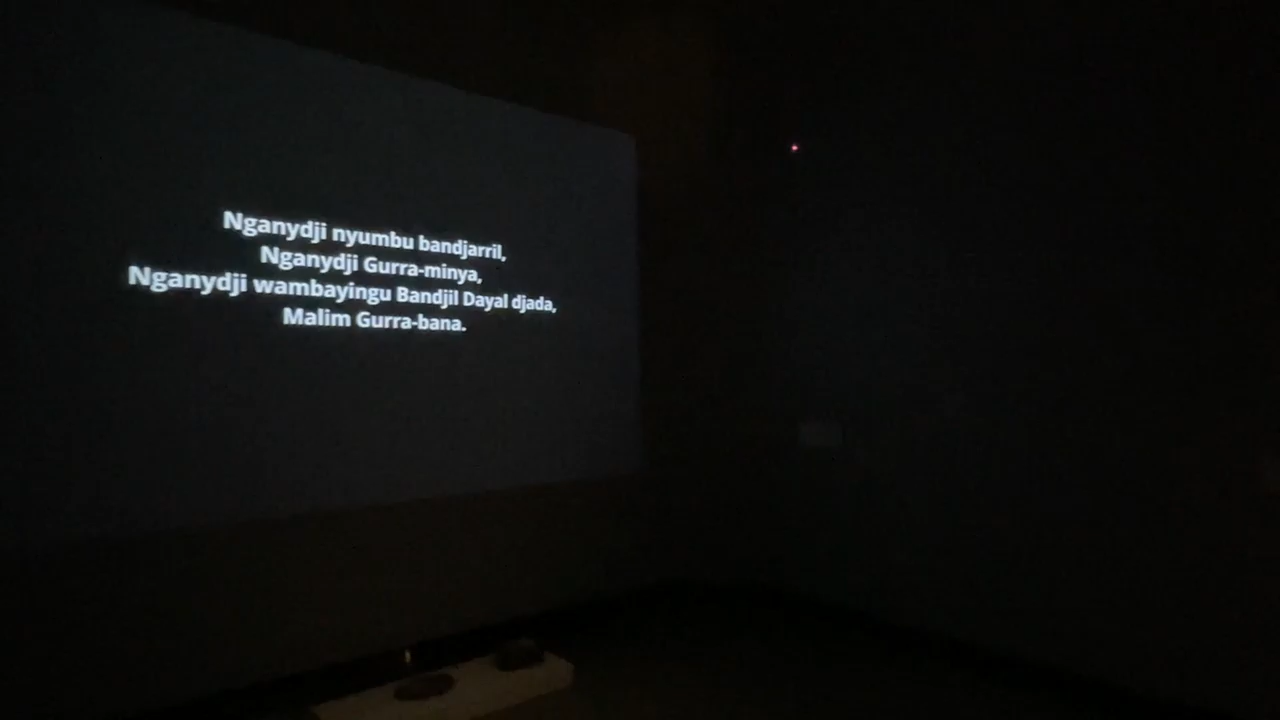 Nganydji nyumbu bandjarril,
Nganydji Gurra-minya,
Nganydji wambayingu Bandjil Dayal djada,
Malim Gurra-bana.